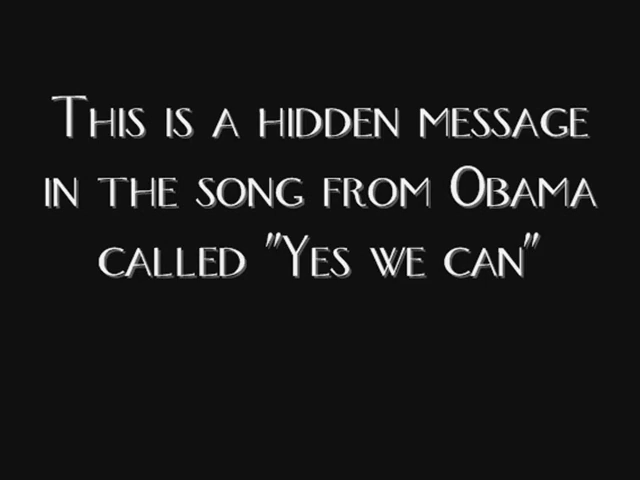 This is a hidden message
in the song from Obama
called "Yes we can"